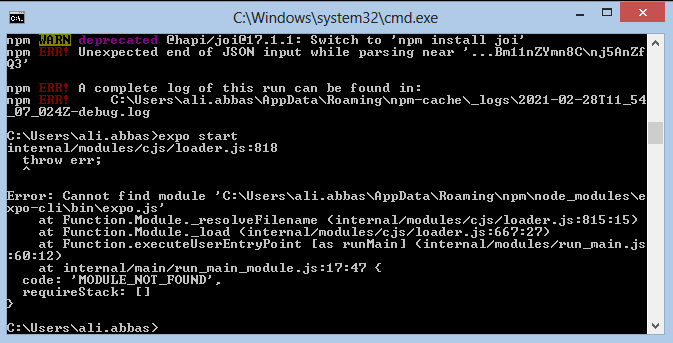 C:\Windows\system32\cmd.exe
npm WARN deprecated @hapi/joi@17.1.1: Switch to 'npm install joi'
npm ERR! Unexpected end of JSON input while parsing near '...Bm11nZYmn8C\nj5AnZf
Q3'
npm ERR! A complete log of this run can be found in:
npm ERR!     C:\Users\ali.abbas\AppData\Roaming\npm-cache\_logs\2021-02-28T11_54
_07_024Z-debug.log
C:\Users\ali.abbas>expo start
internal/modules/cjs/loader.js:818
  throw err;
  ^
Error: Cannot find module 'C:\Users\ali.abbas\AppData\Roaming\npm\node_modules\e
xpo-cli\bin\expo.js'
    at Function.Module._resolveFilename (internal/modules/cjs/loader.js:815:15)
    at Function.Module._load (internal/modules/cjs/loader.js:667:27)
    at Function.executeUserEntryPoint [as runMain] (internal/modules/run_main.js
:60:12)
    at internal/main/run_main_module.js:17:47 {
  code: 'MODULE_NOT_FOUND',
  requireStack: []
}
C:\Users\ali.abbas>